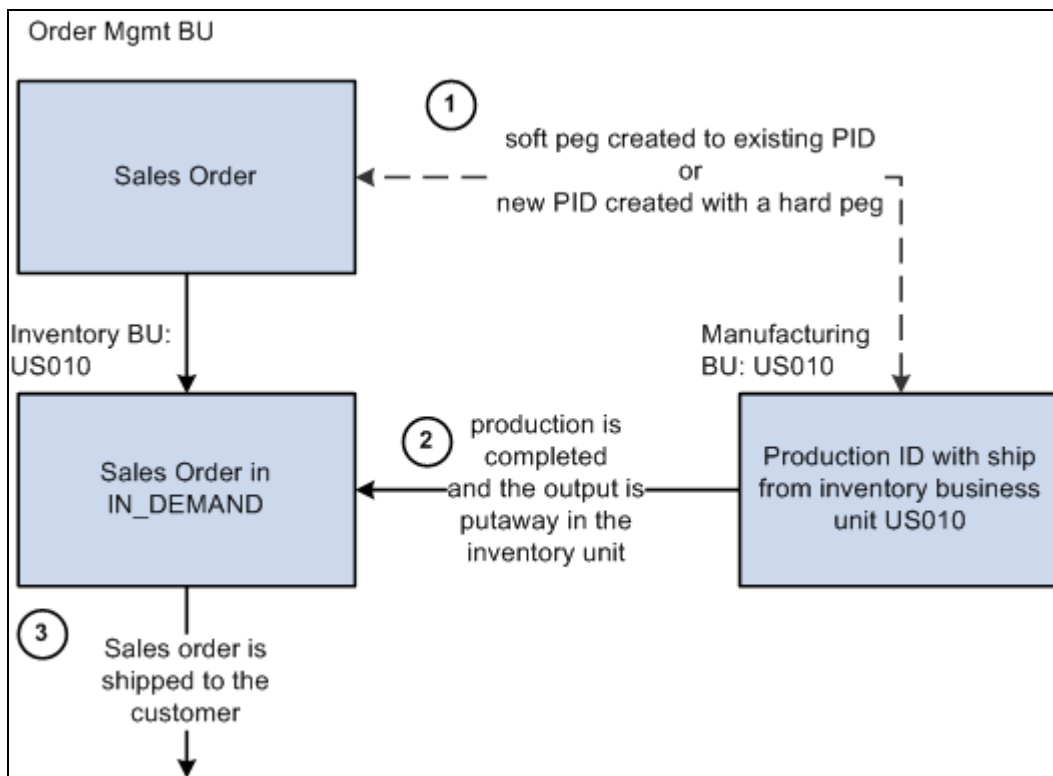 Order Mgmt BU
1
Sales Order
soft peg created to existing PID
or
new PID created with a hard peg
Inventory BU:
US010
Manufacturing
BU: US010
Sales Order in
IN_DEMAND
2
production is
completed
and the output is
putaway in the
inventory unit
Production ID with ship
from inventory business
unit US010
3
Sales order is
shipped to the
customer